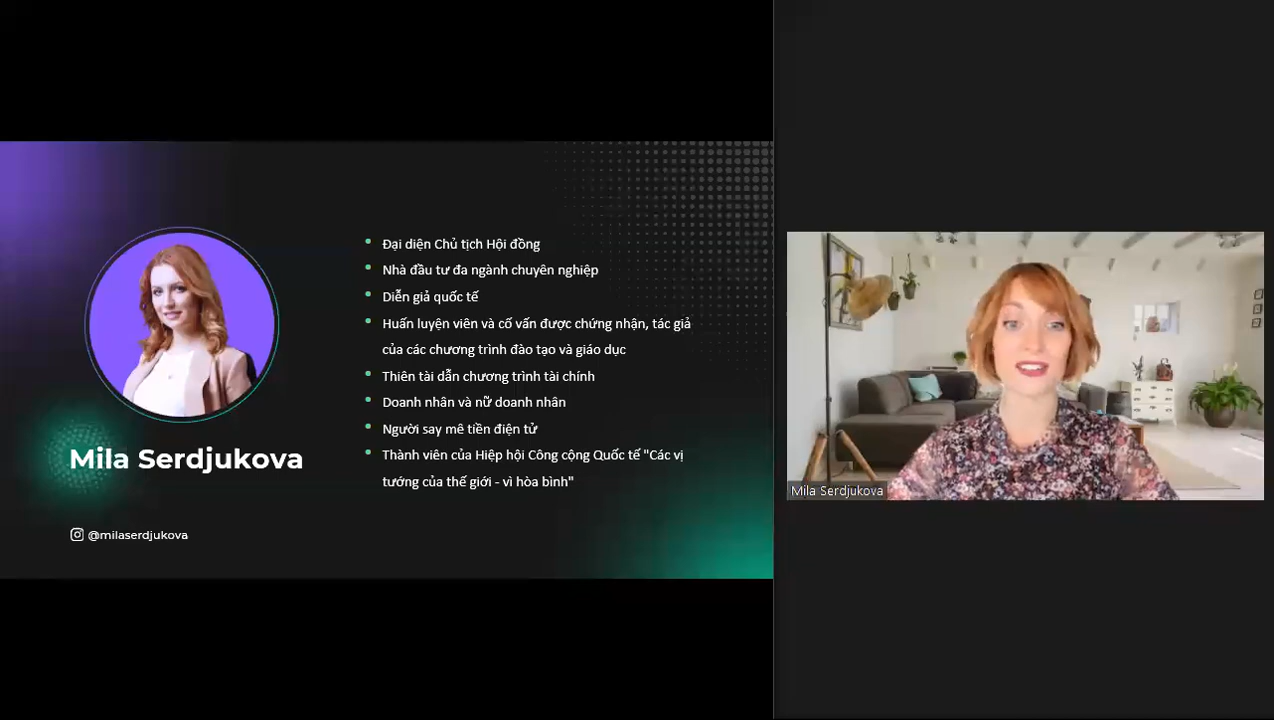 Đại diện Chủ tịch Hội đồng
Nhà đầu tư đa ngành chuyên nghiệp
Diễn giả quốc tế
Huấn luyện viên và cố vấn được chứng nhận, tác giả
của các chương trình đào tạo và giáo dục
Thiên tài dẫn chương trình tài chính
Doanh nhân và nữ doanh nhân
Người say mê tiền điện tử
Thành viên của Hiệp hội Công cộng Quốc tế "Các vị
tướng của thế giới - vì hòa bình"
Mila Serdjukova
@milaserdjukova
Mila Serdjukova